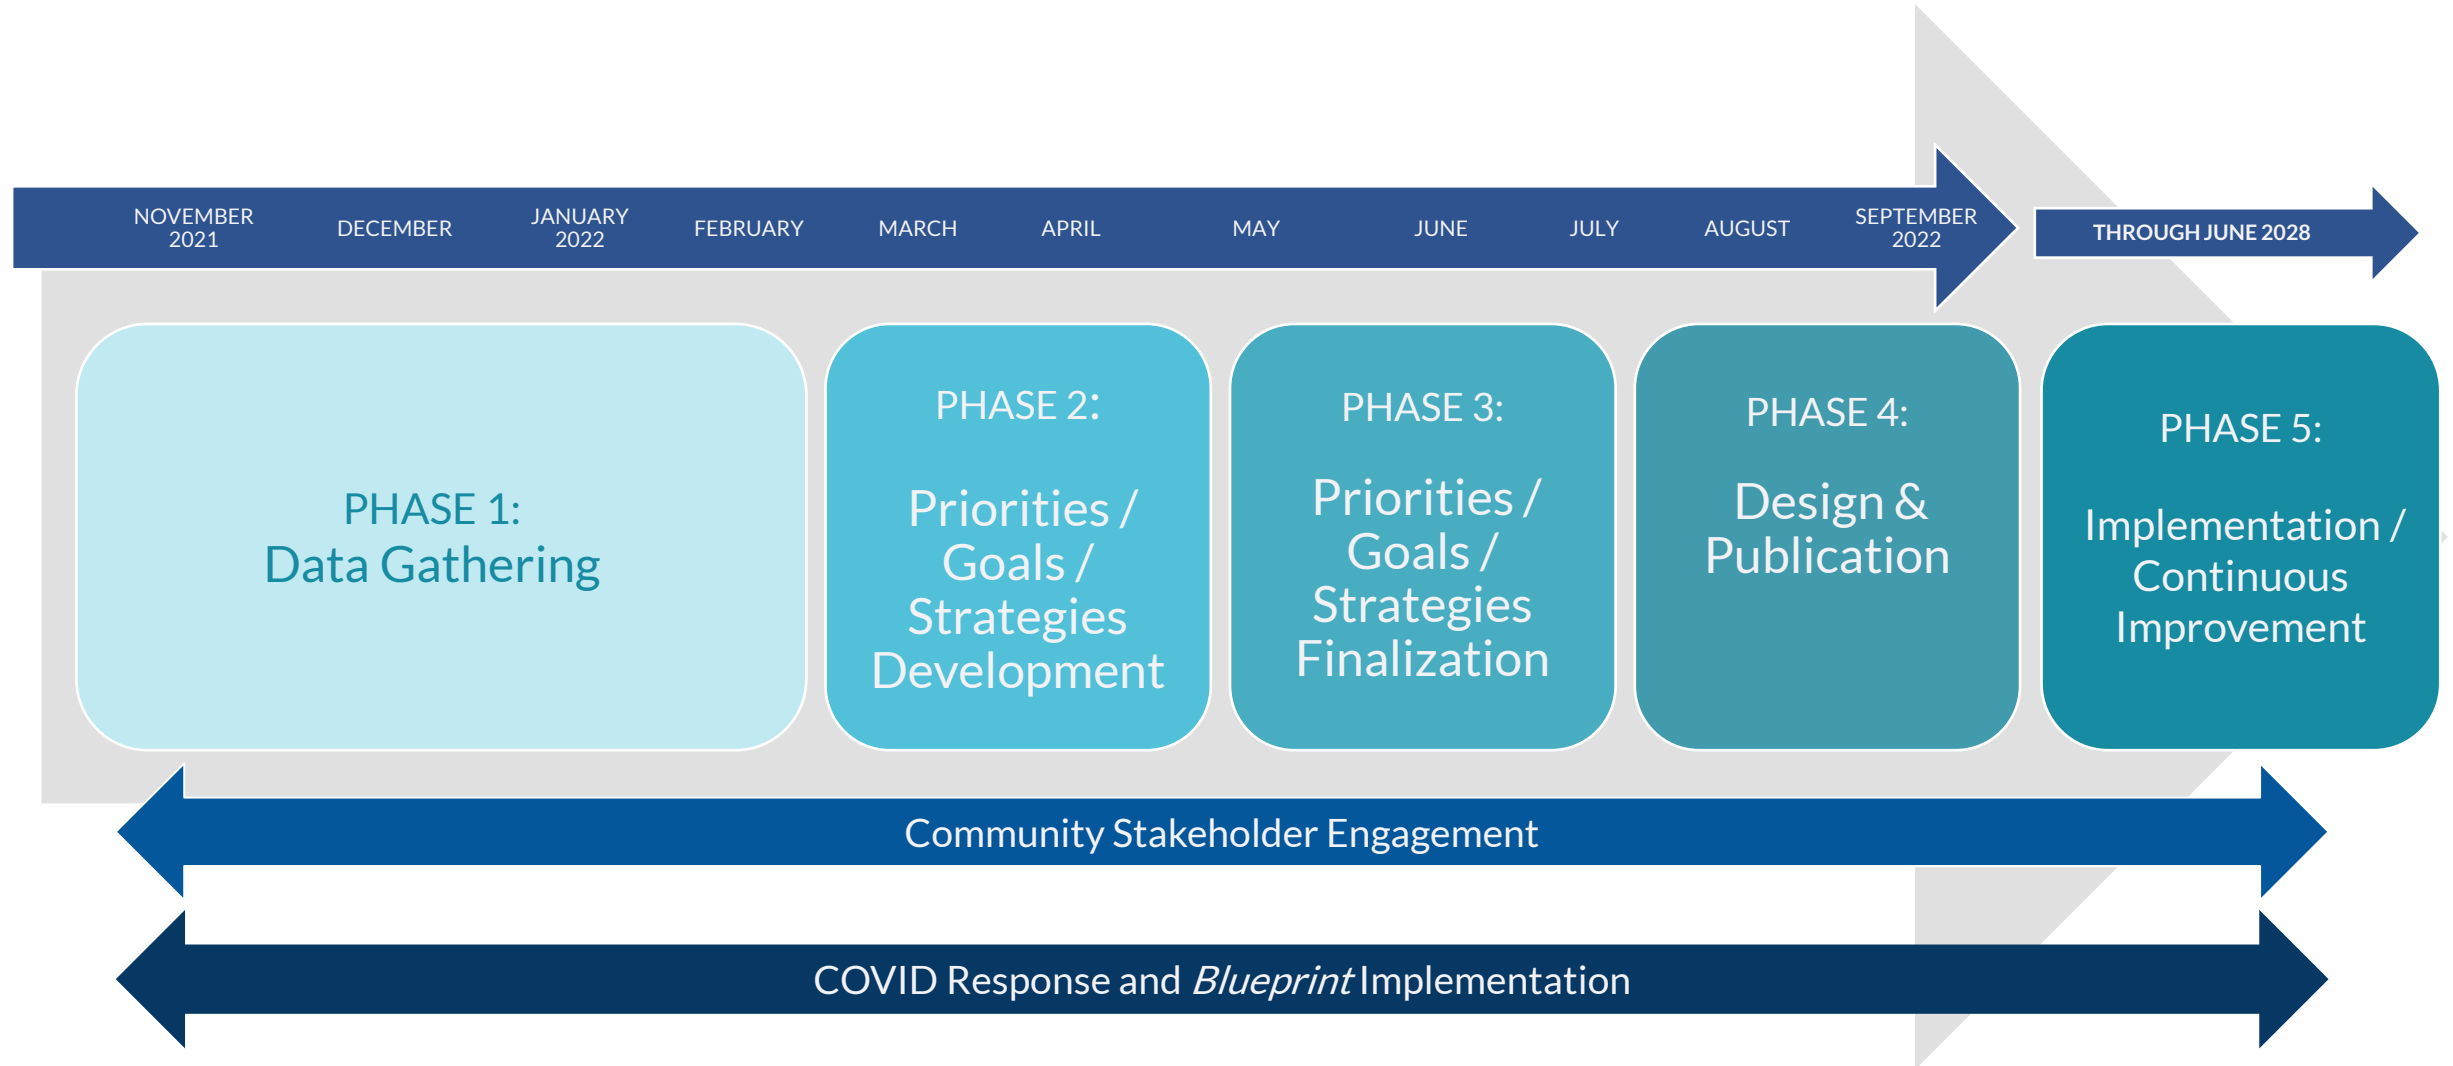 NOVEMBER
2021
DECEMBER
JANUARY
2022
FEBRUARY
MARCH
APRIL
MAY
JUNE
JULY
AUGUST
SEPTEMBER
2022
THROUGH JUNE 2028
PHASE 1:
Data Gathering
PHASE 2:
Priorities /
Goals /
Strategies
Development
PHASE 3:
Priorities /
Goals /
Strategies
Finalization
PHASE 4:
Design &
Publication
PHASE 5:
Implementation /
Continuous
Improvement
Community Stakeholder Engagement
COVID Response and Blueprint Implementation